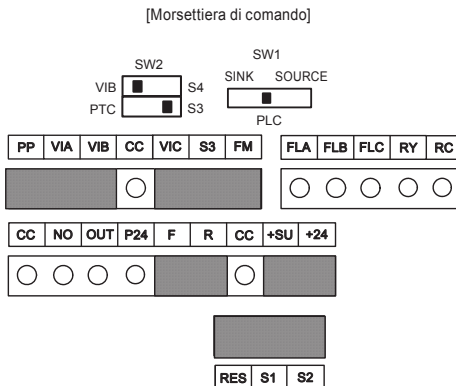 [Morsettiera di comando]
SW2
SW1
VIB S4
SINK SOURCE
PTC S3
PLC
PP VIA VIB CC VIC S3 FM
FLA FLB FLC RY RC
CC NO OUT P24 F R CC +SU +24
RES S1 S2